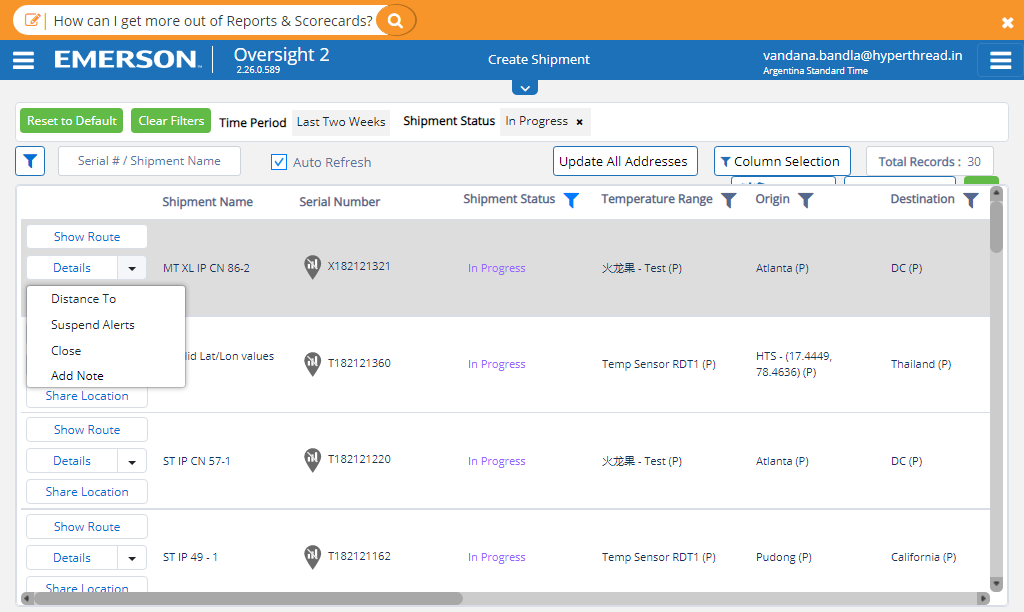 How can I get more out of Reports & Scorecards?
EMERSON.
Oversight 2
2.26.0.589
Create Shipment
vandana.bandla@hyperthread.in
Argentina Standard Time
Reset to Default
Clear Filters
Time Period
Last Two Weeks
Shipment Status
In Progress ×
Serial # / Shipment Name
Auto Refresh
Update All Addresses
Column Selection
Total Records : 30
Shipment Name
Serial Number
Shipment Status
Temperature Range
Origin
Destination
Show Route
Details
MT XL IP CN 86-2
X182121321
In Progress
火龙果 - Test (P)
Atlanta (P)
DC (P)
Distance To
Suspend Alerts
Close
Add Note
Lat/Lon values
T182121360
Temp Sensor RDT1 (P)
HTS - (17.4449,
78.4636) (P)
Thailand (P)
Share Location
Show Route
Details
ST IP CN 57-1
T182121220
In Progress
火龙果 - Test (P)
Atlanta (P)
DC (P)
Share Location
Show Route
Details
ST IP 49 - 1
T182121162
In Progress
Temp Sensor RDT1 (P)
Pudong (P)
California (P)
Share Location